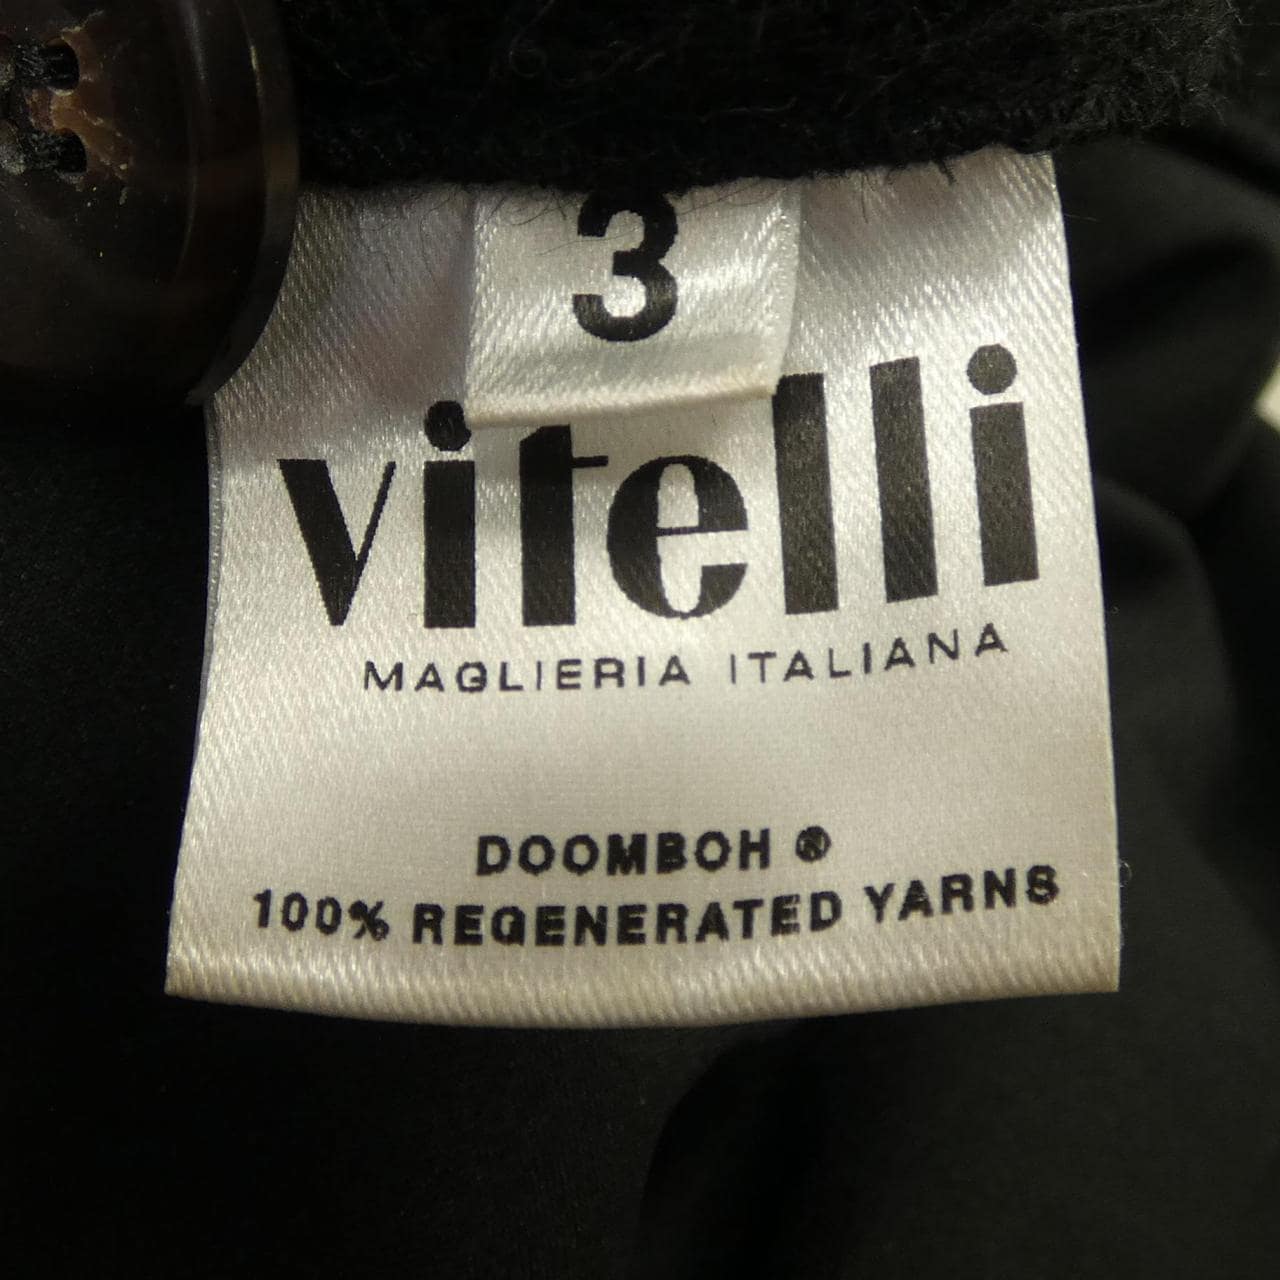 3
vitelli
MAGLIERIA ITALIANA
DOOMBOH ®
100% REGENERATED YARNS